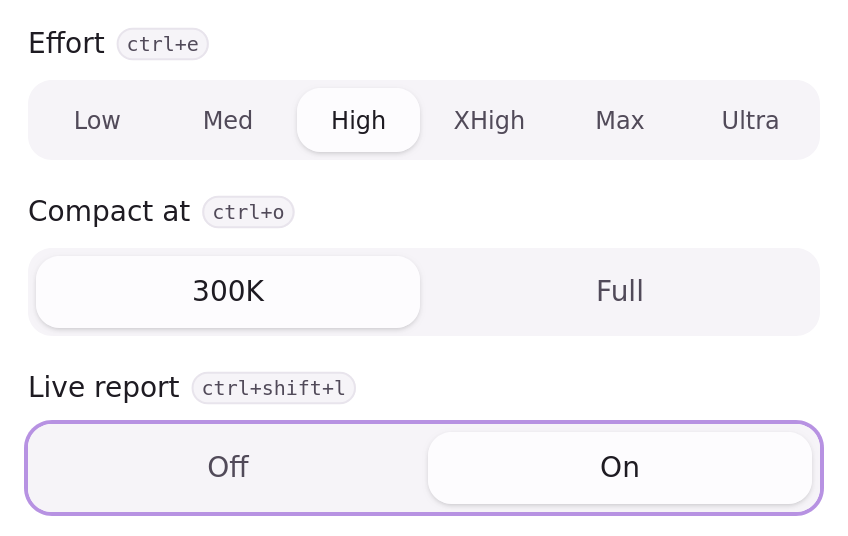 Effort ctrl+e
Low Med High XHigh Max Ultra
Compact at ctrl+o
300K Full
Live report ctrl+shift+l
Off On